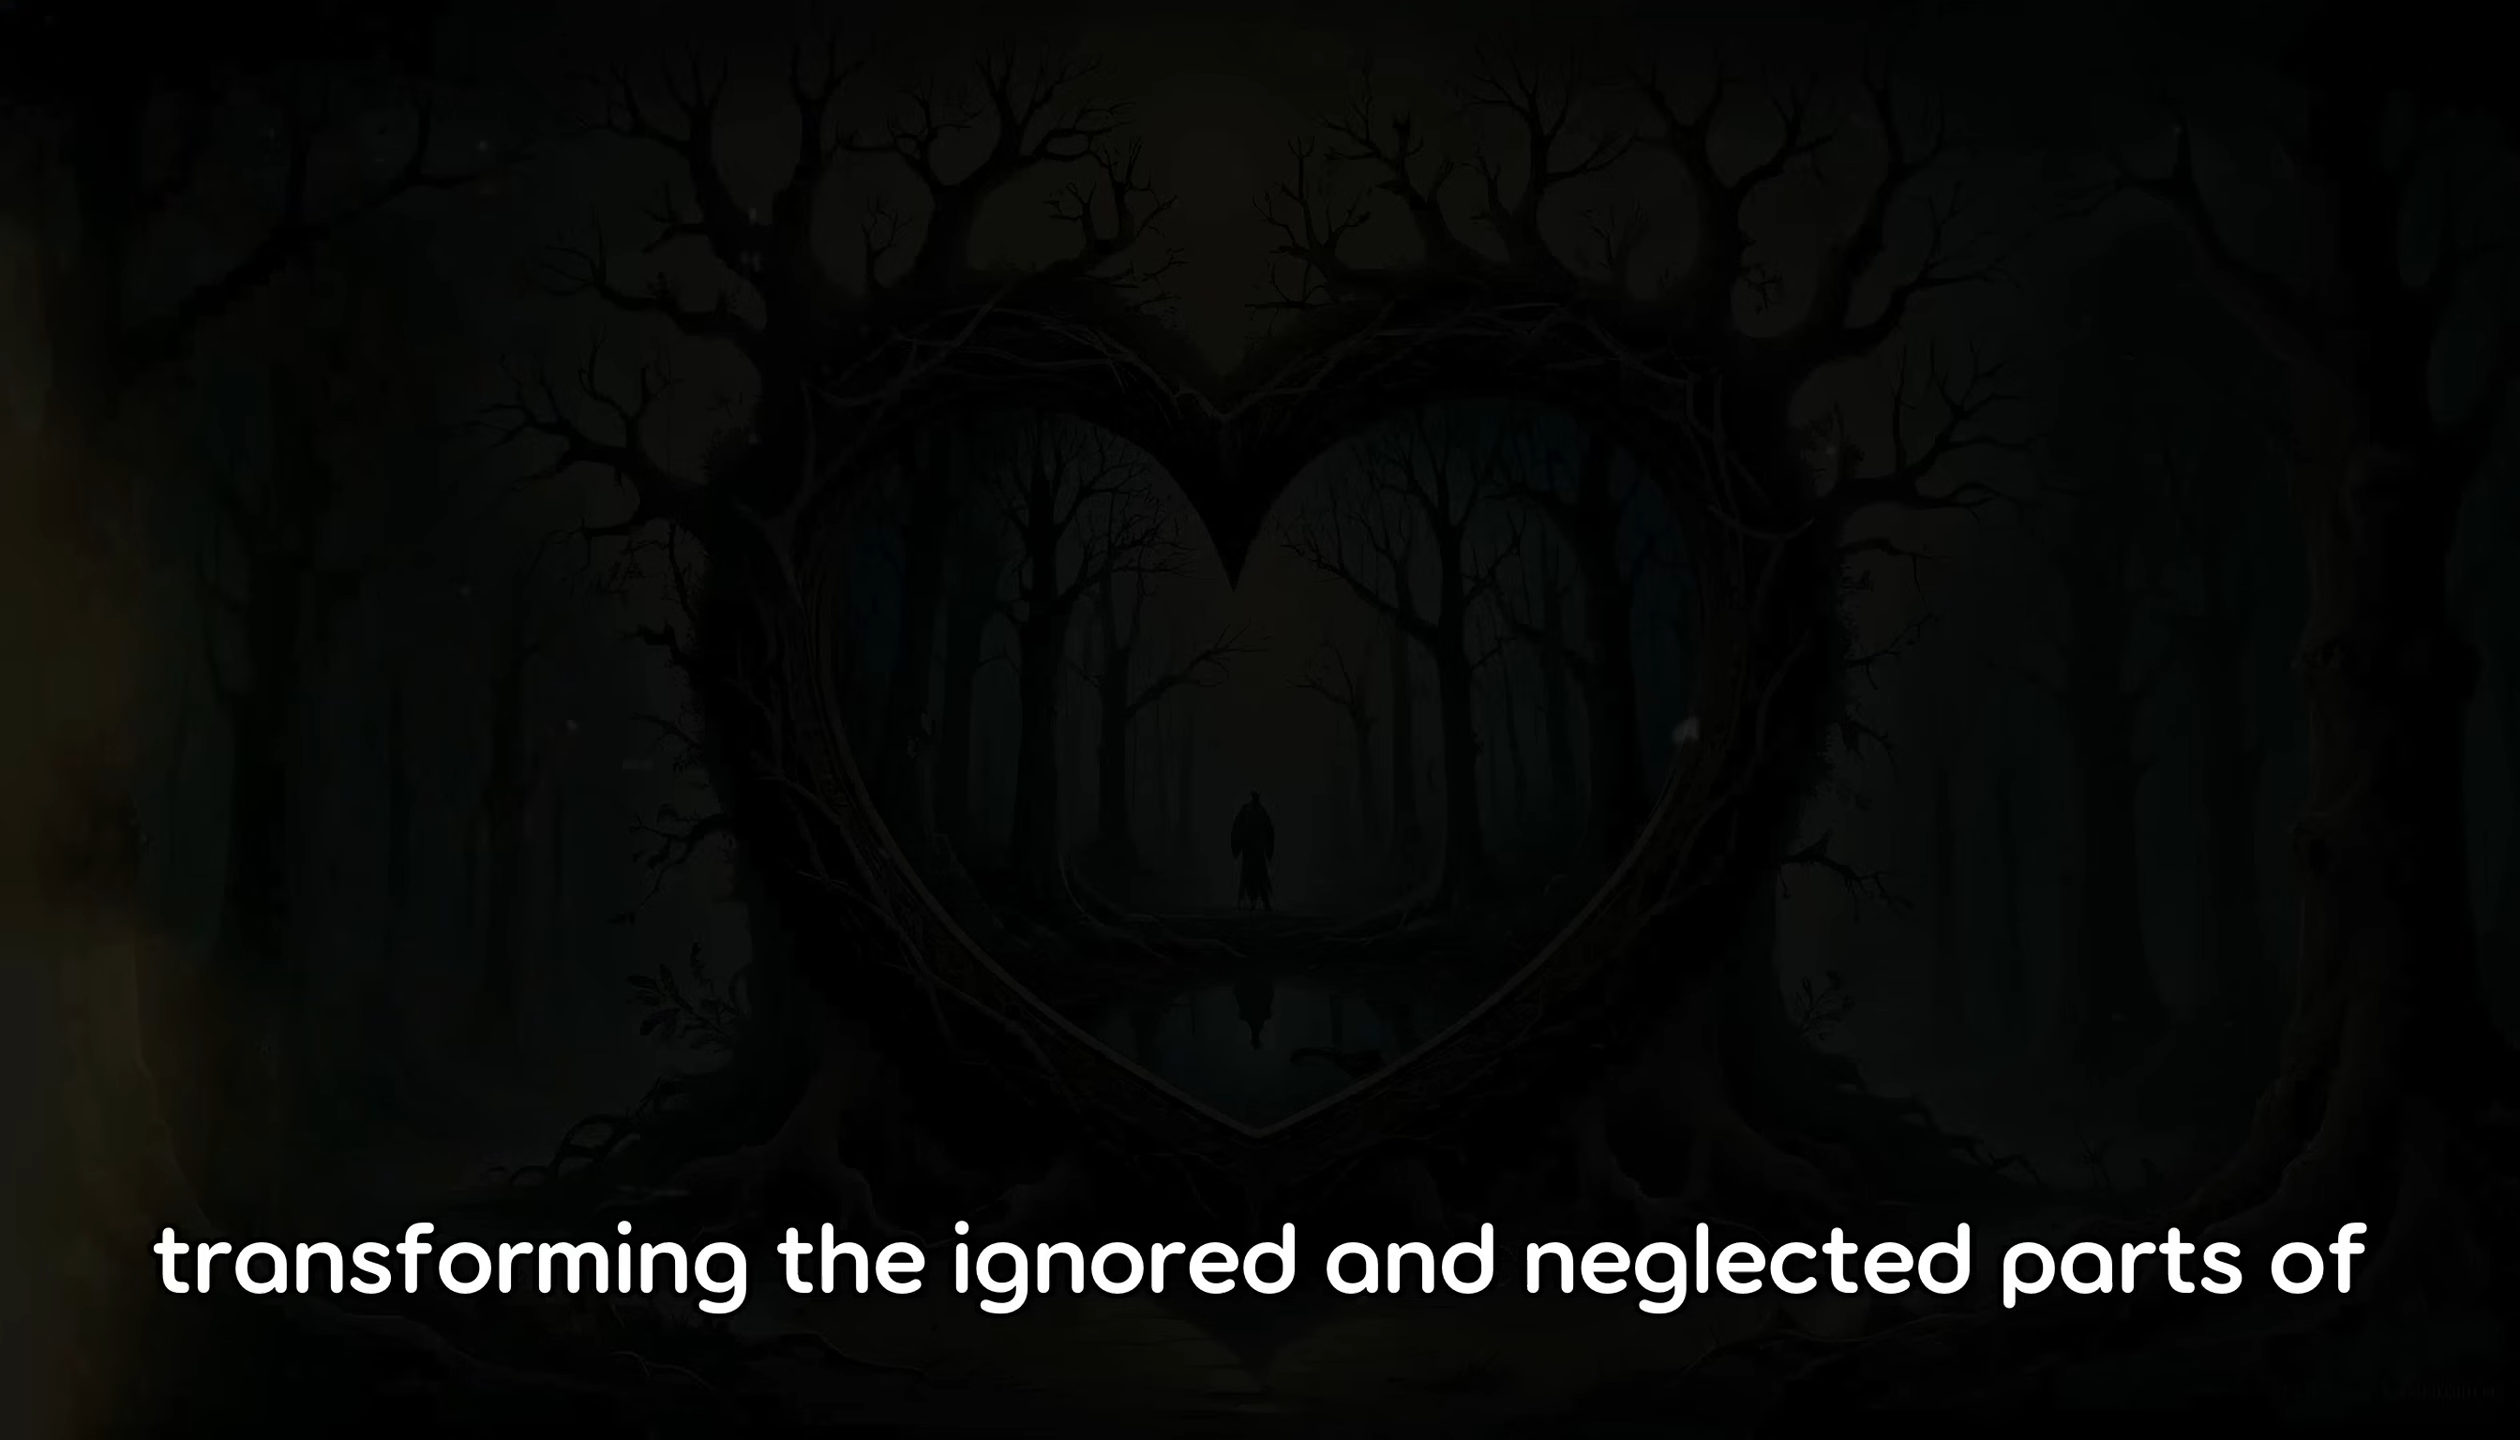 transforming the ignored and neglected parts of